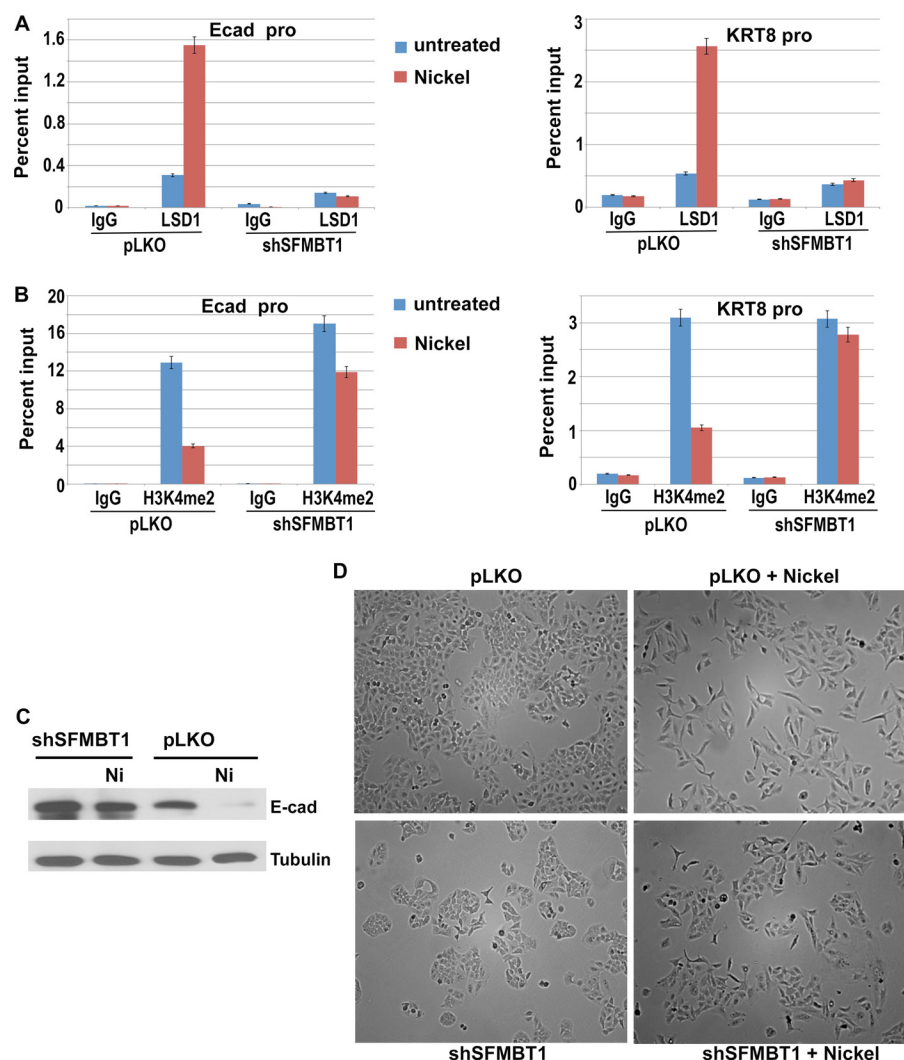 A
Ecad pro
Percent input
1.6
1.2
0.8
0.4
0
IgG LSD1 IgG LSD1
pLKO shSFMBT1
untreated
Nickel
KRT8 pro
Percent input
3
2
1
0
IgG LSD1 IgG LSD1
pLKO shSFMBT1
B
Ecad pro
Percent input
20
16
12
8
4
0
IgG H3K4me2 IgG H3K4me2
pLKO shSFMBT1
untreated
Nickel
KRT8 pro
Percent input
3
2
1
0
IgG H3K4me2 IgG H3K4me2
pLKO shSFMBT1
C
shSFMBT1 pLKO
Ni Ni
E-cad
Tubulin
D
pLKO pLKO + Nickel
shSFMBT1 shSFMBT1 + Nickel